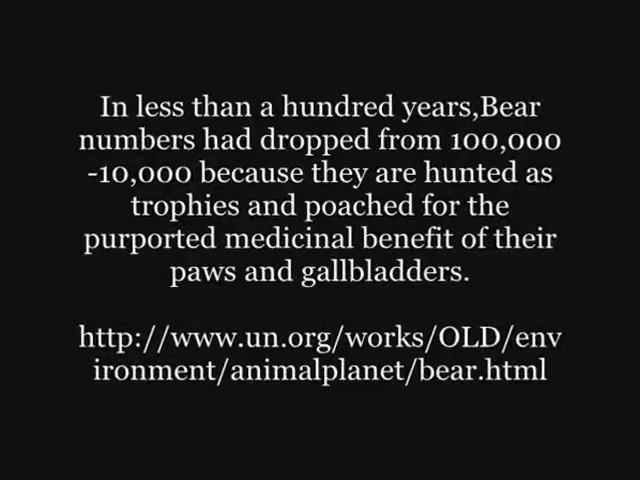 In less than a hundred years,Bear
numbers had dropped from 100,000
-10,000 because they are hunted as
trophies and poached for the
purported medicinal benefit of their
paws and gallbladders.
http://www.un.org/works/OLD/env
ironment/animalplanet/bear.html